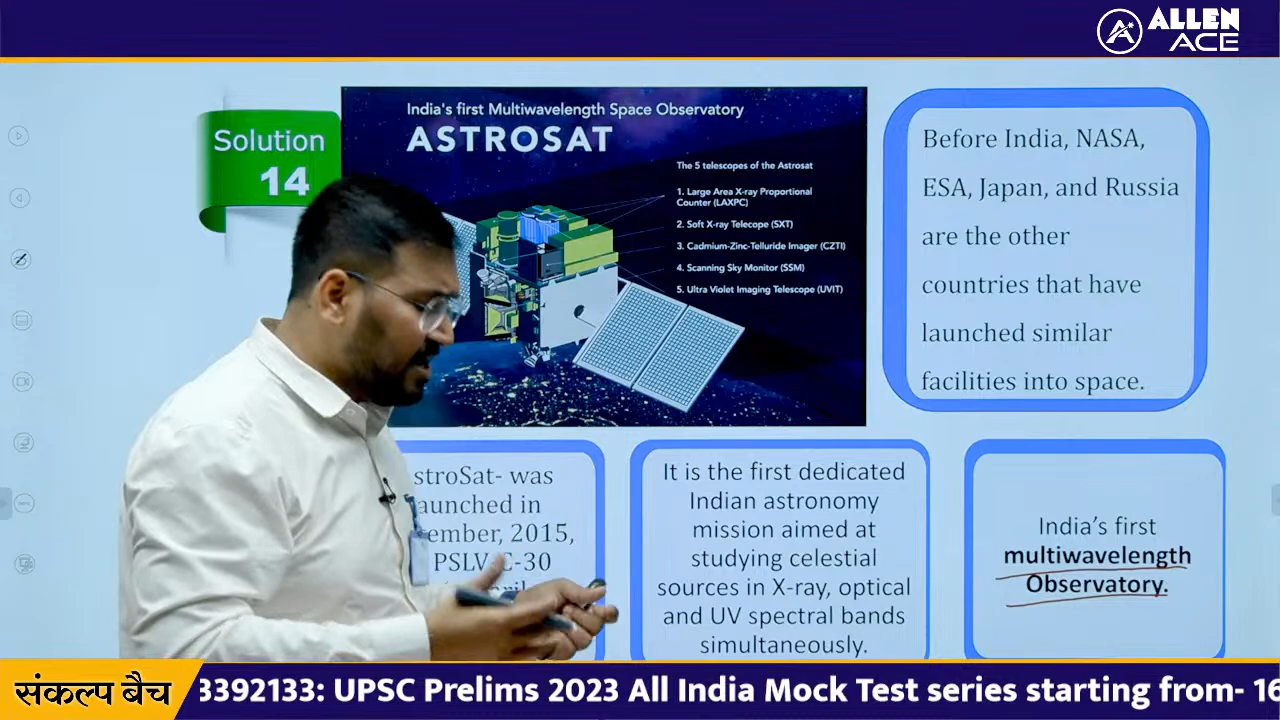 ALLEN
ACE
Solution
14
India's first Multiwavelength Space Observatory
ASTROSAT
The 5 telescopes of the Astrosat
1. Large Area X-ray Proportional
Counter (LAXPC)
2. Soft X-ray Telecope (SXT)
3. Cadmium-Zinc-Telluride Imager (CZTI)
4. Scanning Sky Monitor (SSM)
5. Ultra Violet Imaging Telescope (UVIT)
Before India, NASA,
ESA, Japan, and Russia
are the other
countries that have
launched similar
facilities into space.
stroSat- was
aunched in
ember, 2015,
PSLV-C-30
It is the first dedicated
Indian astronomy
mission aimed at
studying celestial
sources in X-ray, optical
and UV spectral bands
simultaneously.
India's first
multiwavelength
Observatory.
संकल्प बैच
3392133: UPSC Prelims 2023 All India Mock Test series starting from- 16